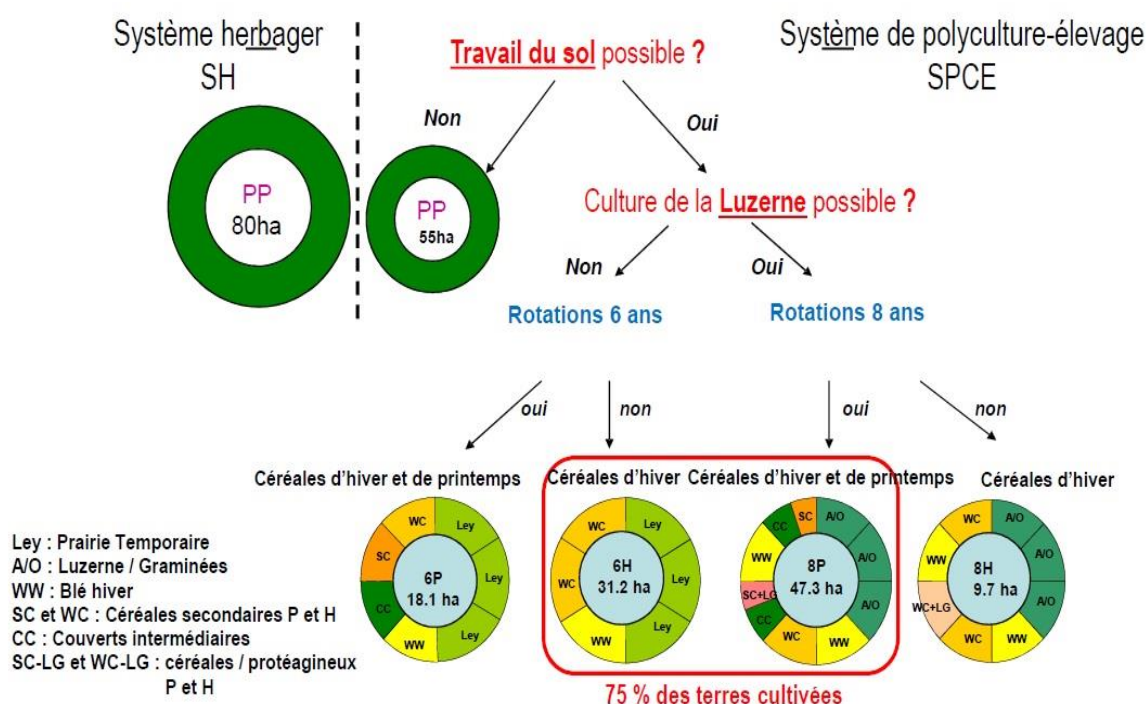 Système herbager
SH
Travail du sol possible ?
Système de polyculture-élevage
SPCE
Non
Oui
PP
80ha
PP
55ha
Culture de la Luzerne possible ?
Non
Oui
Rotations 6 ans
Rotations 8 ans
oui
non
oui
non
Céréales d'hiver et de printemps
Céréales d'hiver
Céréales d'hiver et de printemps
Céréales d'hiver
Ley : Prairie Temporaire
A/O : Luzerne / Graminées
WW : Blé hiver
SC et WC : Céréales secondaires P et H
CC : Couverts intermédiaires
SC-LG et WC-LG : céréales / protéagineux
P et H
WC
Ley
SC
Ley
CC
Ley
WW
6P
18.1 ha
WC
Ley
WC
Ley
WW
Ley
6H
31.2 ha
CC
SC
A/O
WW
A/O
SC+LG
A/O
CC
WC
WW
8P
47.3 ha
WC
A/O
WW
A/O
WC+LG
A/O
WC
WW
8H
9.7 ha
75 % des terres cultivées